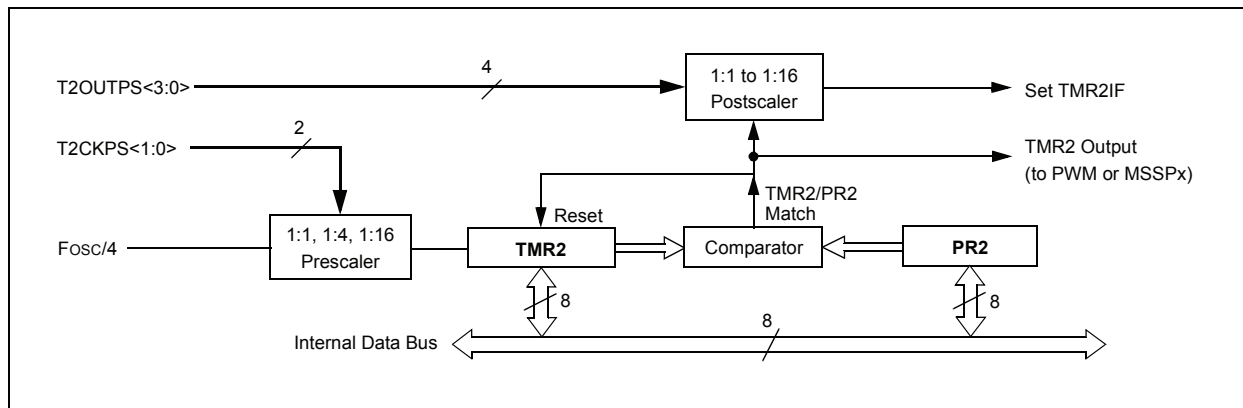 T2OUTPS<3:0>
4
1:1 to 1:16
Postscaler
Set TMR2IF
T2CKPS<1:0>
2
TMR2 Output
(to PWM or MSSPx)
TMR2/PR2
Match
Reset
FOSC/4
1:1, 1:4, 1:16
Prescaler
TMR2
Comparator
PR2
8
8
8
Internal Data Bus